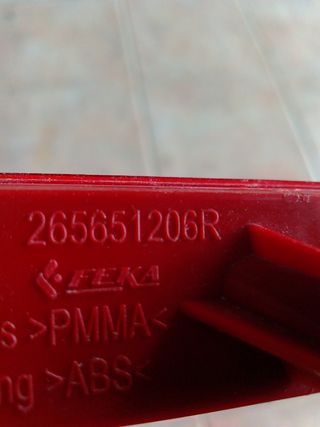 265651206R
FEKA
s >PMMA<
ng >ABS<